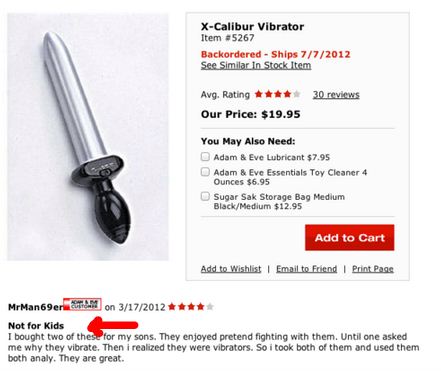 X-Calibur Vibrator
Item #5267
Backordered - Ships 7/7/2012
See Similar In Stock Item
Avg. Rating 30 reviews
Our Price: $19.95
You May Also Need:
Adam & Eve Lubricant $7.95
Adam & Eve Essentials Toy Cleaner 4
Ounces $6.95
Sugar Sak Storage Bag Medium
Black/Medium $12.95
Add to Cart
Add to Wishlist | Email to Friend | Print Page
MrMan69er ADAM & EVE CUSTOMER on 3/17/2012
Not for Kids
I bought two of these for my sons. They enjoyed pretend fighting with them. Until one asked
me why they vibrate. Then i realized they were vibrators. So i took both of them and used them
both analy. They are great.